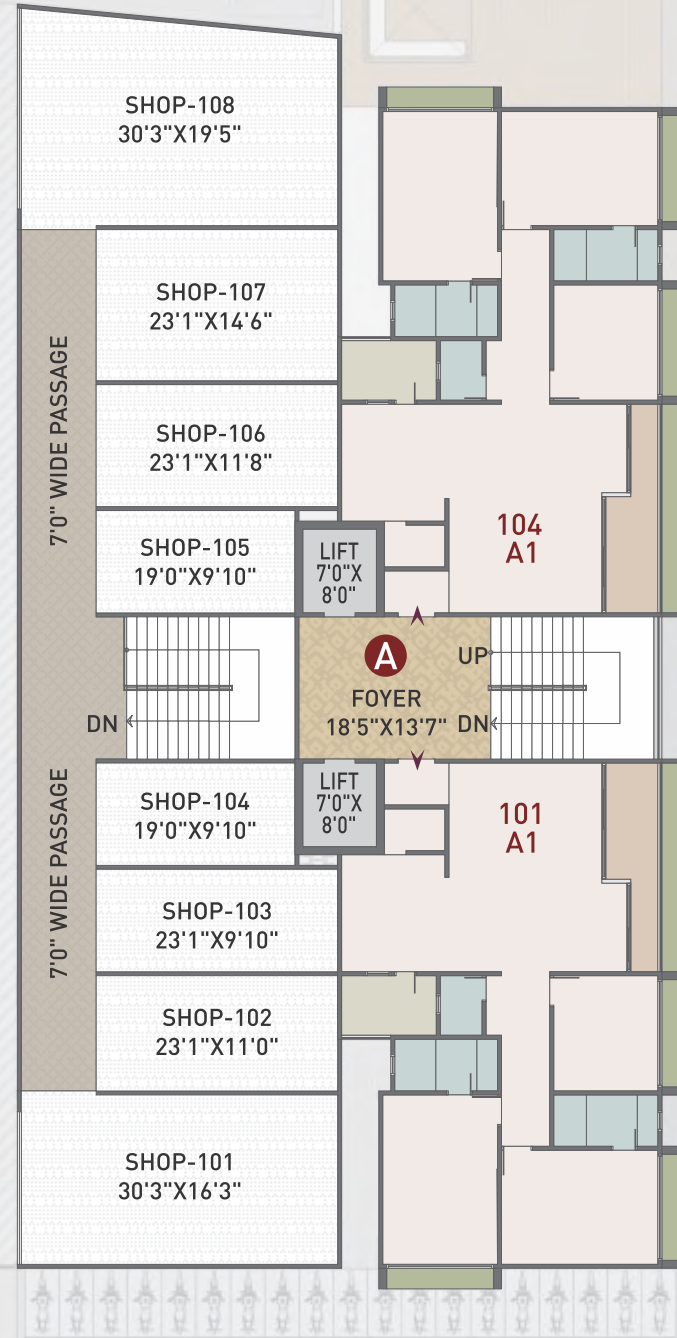 SHOP-108
30'3"X19'5"
SHOP-107
23'1"X14'6"
7'0" WIDE PASSAGE
SHOP-106
23'1"X11'8"
SHOP-105
19'0"X9'10"
LIFT
7'0"X
8'0"
104
A1
A
FOYER
18'5"X13'7"
UP
DN
DN
SHOP-104
19'0"X9'10"
LIFT
7'0"X
8'0"
101
A1
7'0" WIDE PASSAGE
SHOP-103
23'1"X9'10"
SHOP-102
23'1"X11'0"
SHOP-101
30'3"X16'3"